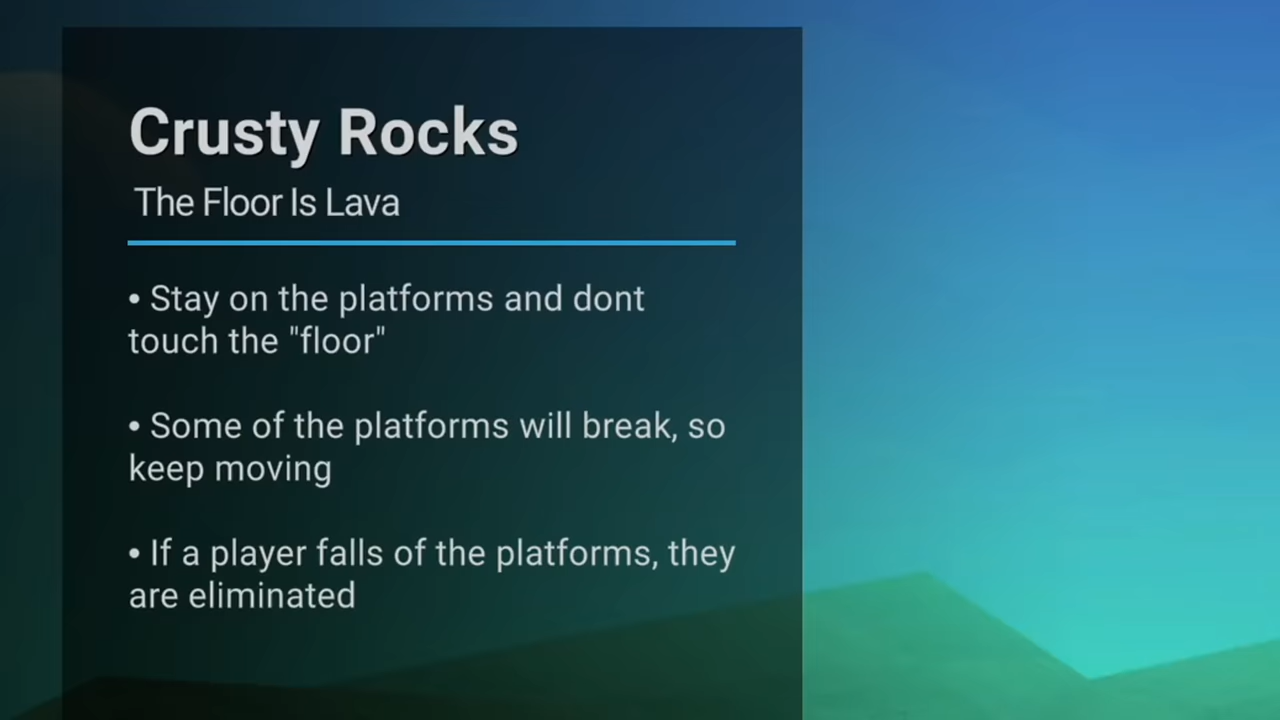 Crusty Rocks
The Floor Is Lava
• Stay on the platforms and dont
touch the "floor"
• Some of the platforms will break, so
keep moving
• If a player falls of the platforms, they
are eliminated